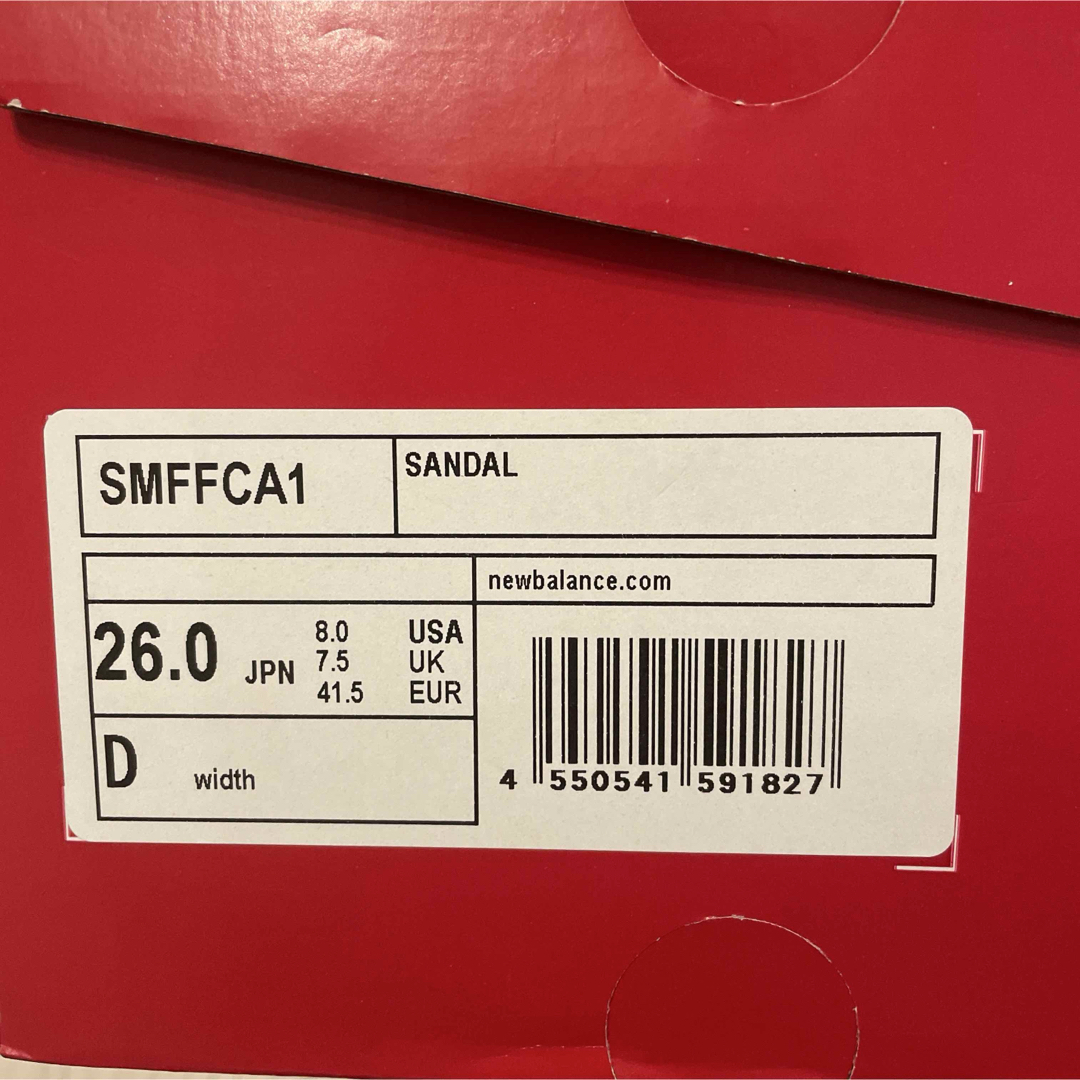 SMFFCA1
SANDAL
newbalance.com
26.0 JPN
8.0 USA
7.5 UK
41.5 EUR
D width
4 550541 591827